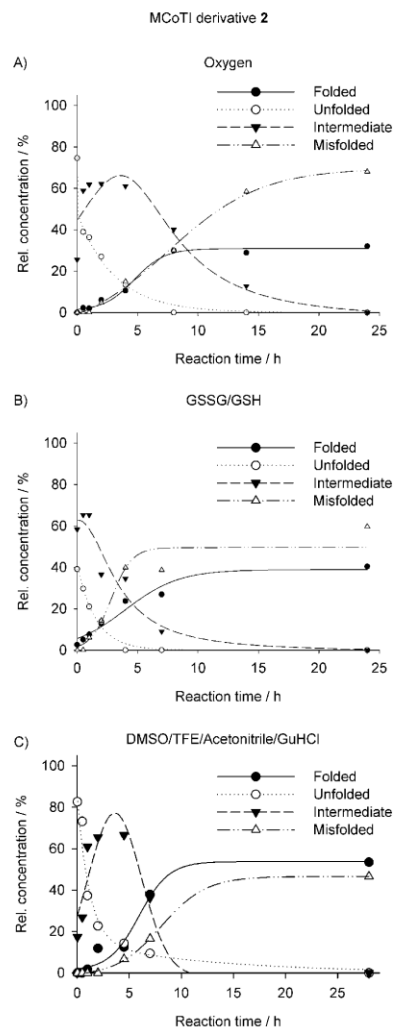 MCoTI derivative 2
A)
Oxygen
Folded
Unfolded
Intermediate
Misfolded
Rel. concentration / %
100
80
60
40
20
0
0 5 10 15 20 25
Reaction time / h
B)
GSSG/GSH
Folded
Unfolded
Intermediate
Misfolded
Rel. concentration / %
100
80
60
40
20
0
0 5 10 15 20 25
Reaction time / h
C)
DMSO/TFE/Acetonitrile/GuHCl
Folded
Unfolded
Intermediate
Misfolded
Rel. concentration / %
100
80
60
40
20
0
0 5 10 15 20 25
Reaction time / h